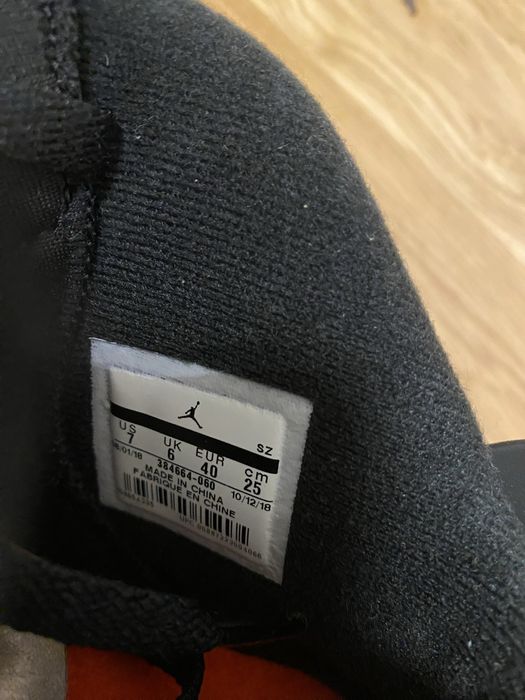 SZ
US UK EUR cm
7 6 40 25
384664-060
10/12/18
MADE IN CHINA
FABRIQUE EN CHINE